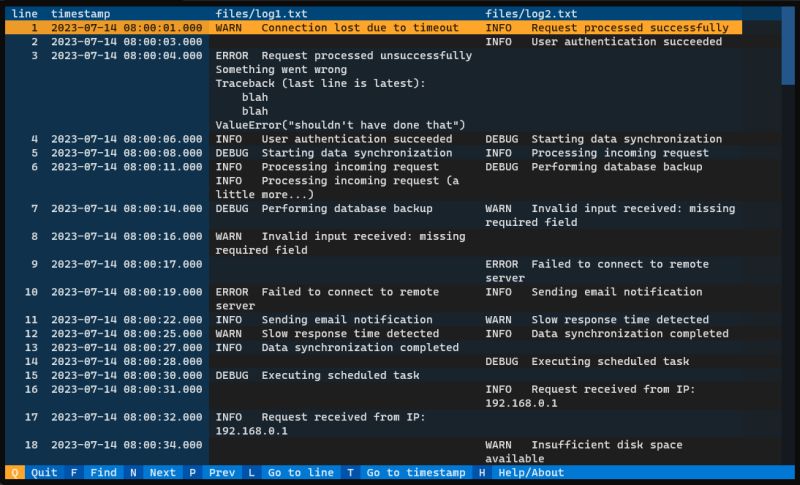 line  timestamp                files/log1.txt                          files/log2.txt
1  2023-07-14 08:00:01.000  WARN   Connection lost due to timeout  INFO   Request processed successfully
2  2023-07-14 08:00:03.000  INFO   User authentication succeeded
3  2023-07-14 08:00:04.000  ERROR  Request processed unsuccessfully
Something went wrong
Traceback (last line is latest):
    blah
    blah
ValueError("shouldn't have done that")
4  2023-07-14 08:00:06.000  INFO   User authentication succeeded  DEBUG  Starting data synchronization
5  2023-07-14 08:00:08.000  DEBUG  Starting data synchronization  INFO   Processing incoming request
6  2023-07-14 08:00:11.000  INFO   Processing incoming request  DEBUG  Performing database backup
INFO   Processing incoming request (a
little more...)
7  2023-07-14 08:00:14.000  DEBUG  Performing database backup  WARN   Invalid input received: missing
required field
8  2023-07-14 08:00:16.000  WARN   Invalid input received: missing
required field
9  2023-07-14 08:00:17.000  ERROR  Failed to connect to remote
server
10  2023-07-14 08:00:19.000  ERROR  Failed to connect to remote  INFO   Sending email notification
server
11  2023-07-14 08:00:22.000  INFO   Sending email notification  WARN   Slow response time detected
12  2023-07-14 08:00:25.000  WARN   Slow response time detected  INFO   Data synchronization completed
13  2023-07-14 08:00:27.000  INFO   Data synchronization completed
14  2023-07-14 08:00:28.000  DEBUG  Executing scheduled task
15  2023-07-14 08:00:30.000  DEBUG  Executing scheduled task
16  2023-07-14 08:00:31.000  INFO   Request received from IP:
192.168.0.1
17  2023-07-14 08:00:32.000  INFO   Request received from IP:
192.168.0.1
18  2023-07-14 08:00:34.000  WARN   Insufficient disk space
available
Q  Quit  F  Find  N  Next  P  Prev  L  Go to line  T  Go to timestamp  H  Help/About